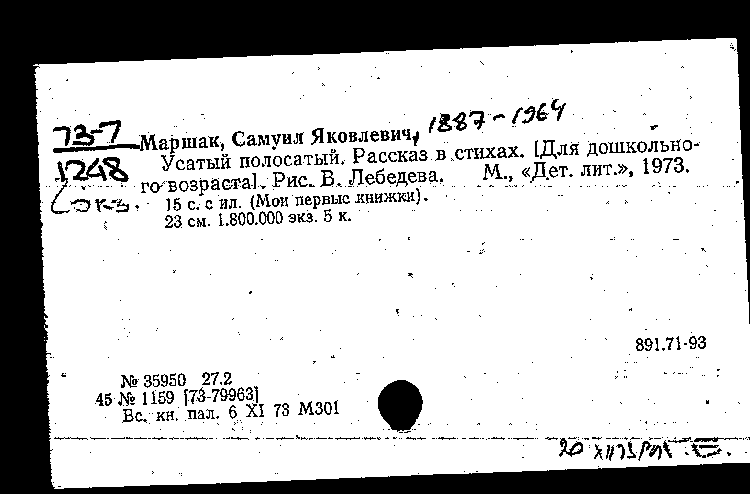 73-7
1248
Маршак, Самуил Яковлевич, 1887-1964
Усатый полосатый. Рассказ в стихах. [Для дошкольно-
го возраста]. Рис. В. Лебедева. М., «Дет. лит.», 1973.
15 с. с ил. (Мои первые книжки).
23 см. 1.800.000 экз. 5 к.
891.71-93
№ 35950 27.2
45 № 1159 [73-79963]
Вс. кн. пал. 6 XI 73 М301
20